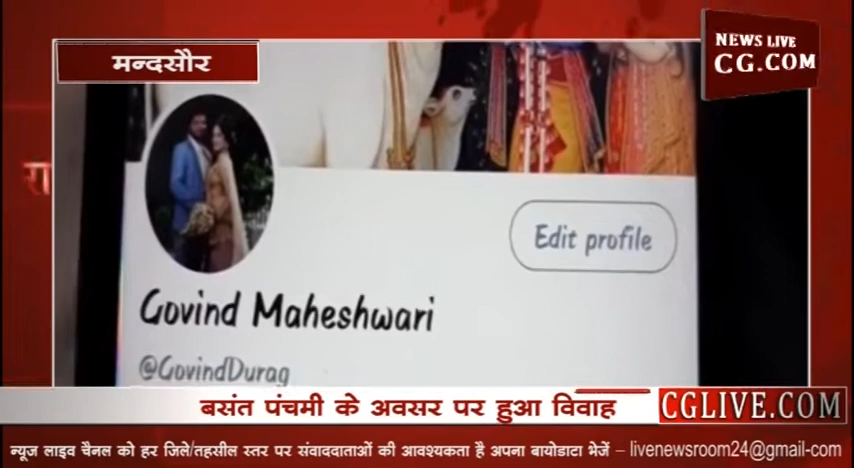 NEWS LIVE
CG.COM
मन्दसौर
रा
Edit profile
Govind Maheshwari
@GovindDurag
बसंत पंचमी के अवसर पर हुआ विवाह
CGLIVE.COM
न्यूज लाइव चैनल को हर जिले/तहसील स्तर पर संवाददाताओं की आवश्यकता है अपना बायोडाटा भेजें – livenewsroom24@gmail-com